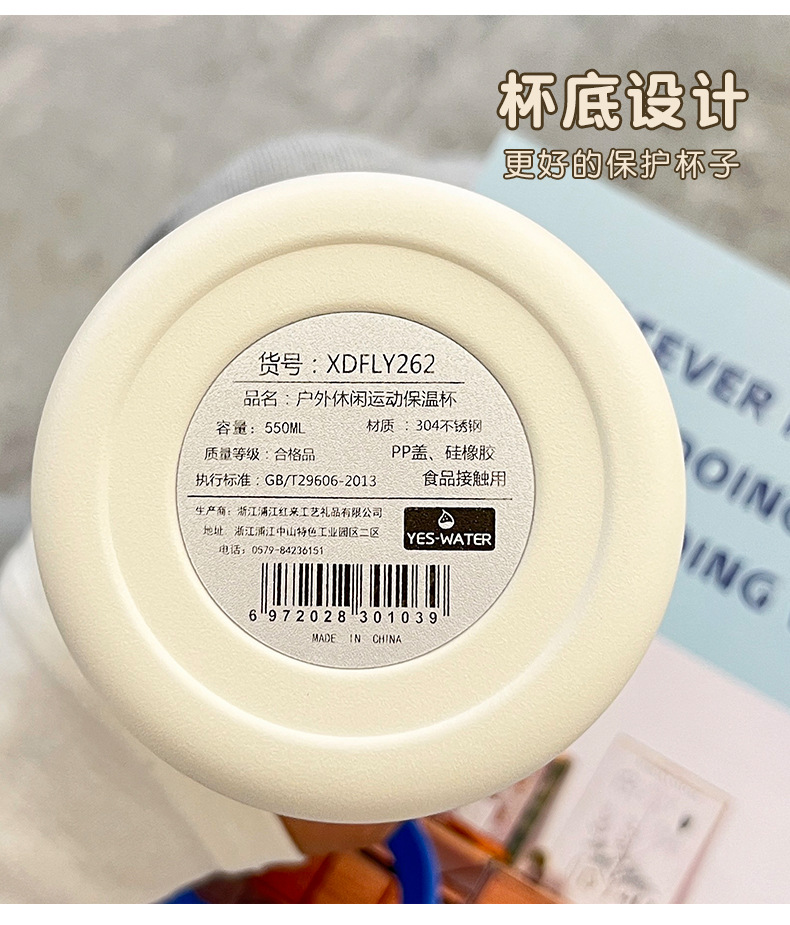 杯底设计
更好的保护杯子
货号：XDFLY262
品名：户外休闲运动保温杯
容量：550ML 材质：304不锈钢
质量等级：合格品 PP盖、硅橡胶
执行标准：GB/T29606-2013 食品接触用
生产商：浙江浦江红来工艺礼品有限公司
地址 浙江浦江中山特色工业园区二区
电话：0579-84236151
YES-WATER
6 972028 301039
MADE IN CHINA
EVER
DOING
DING